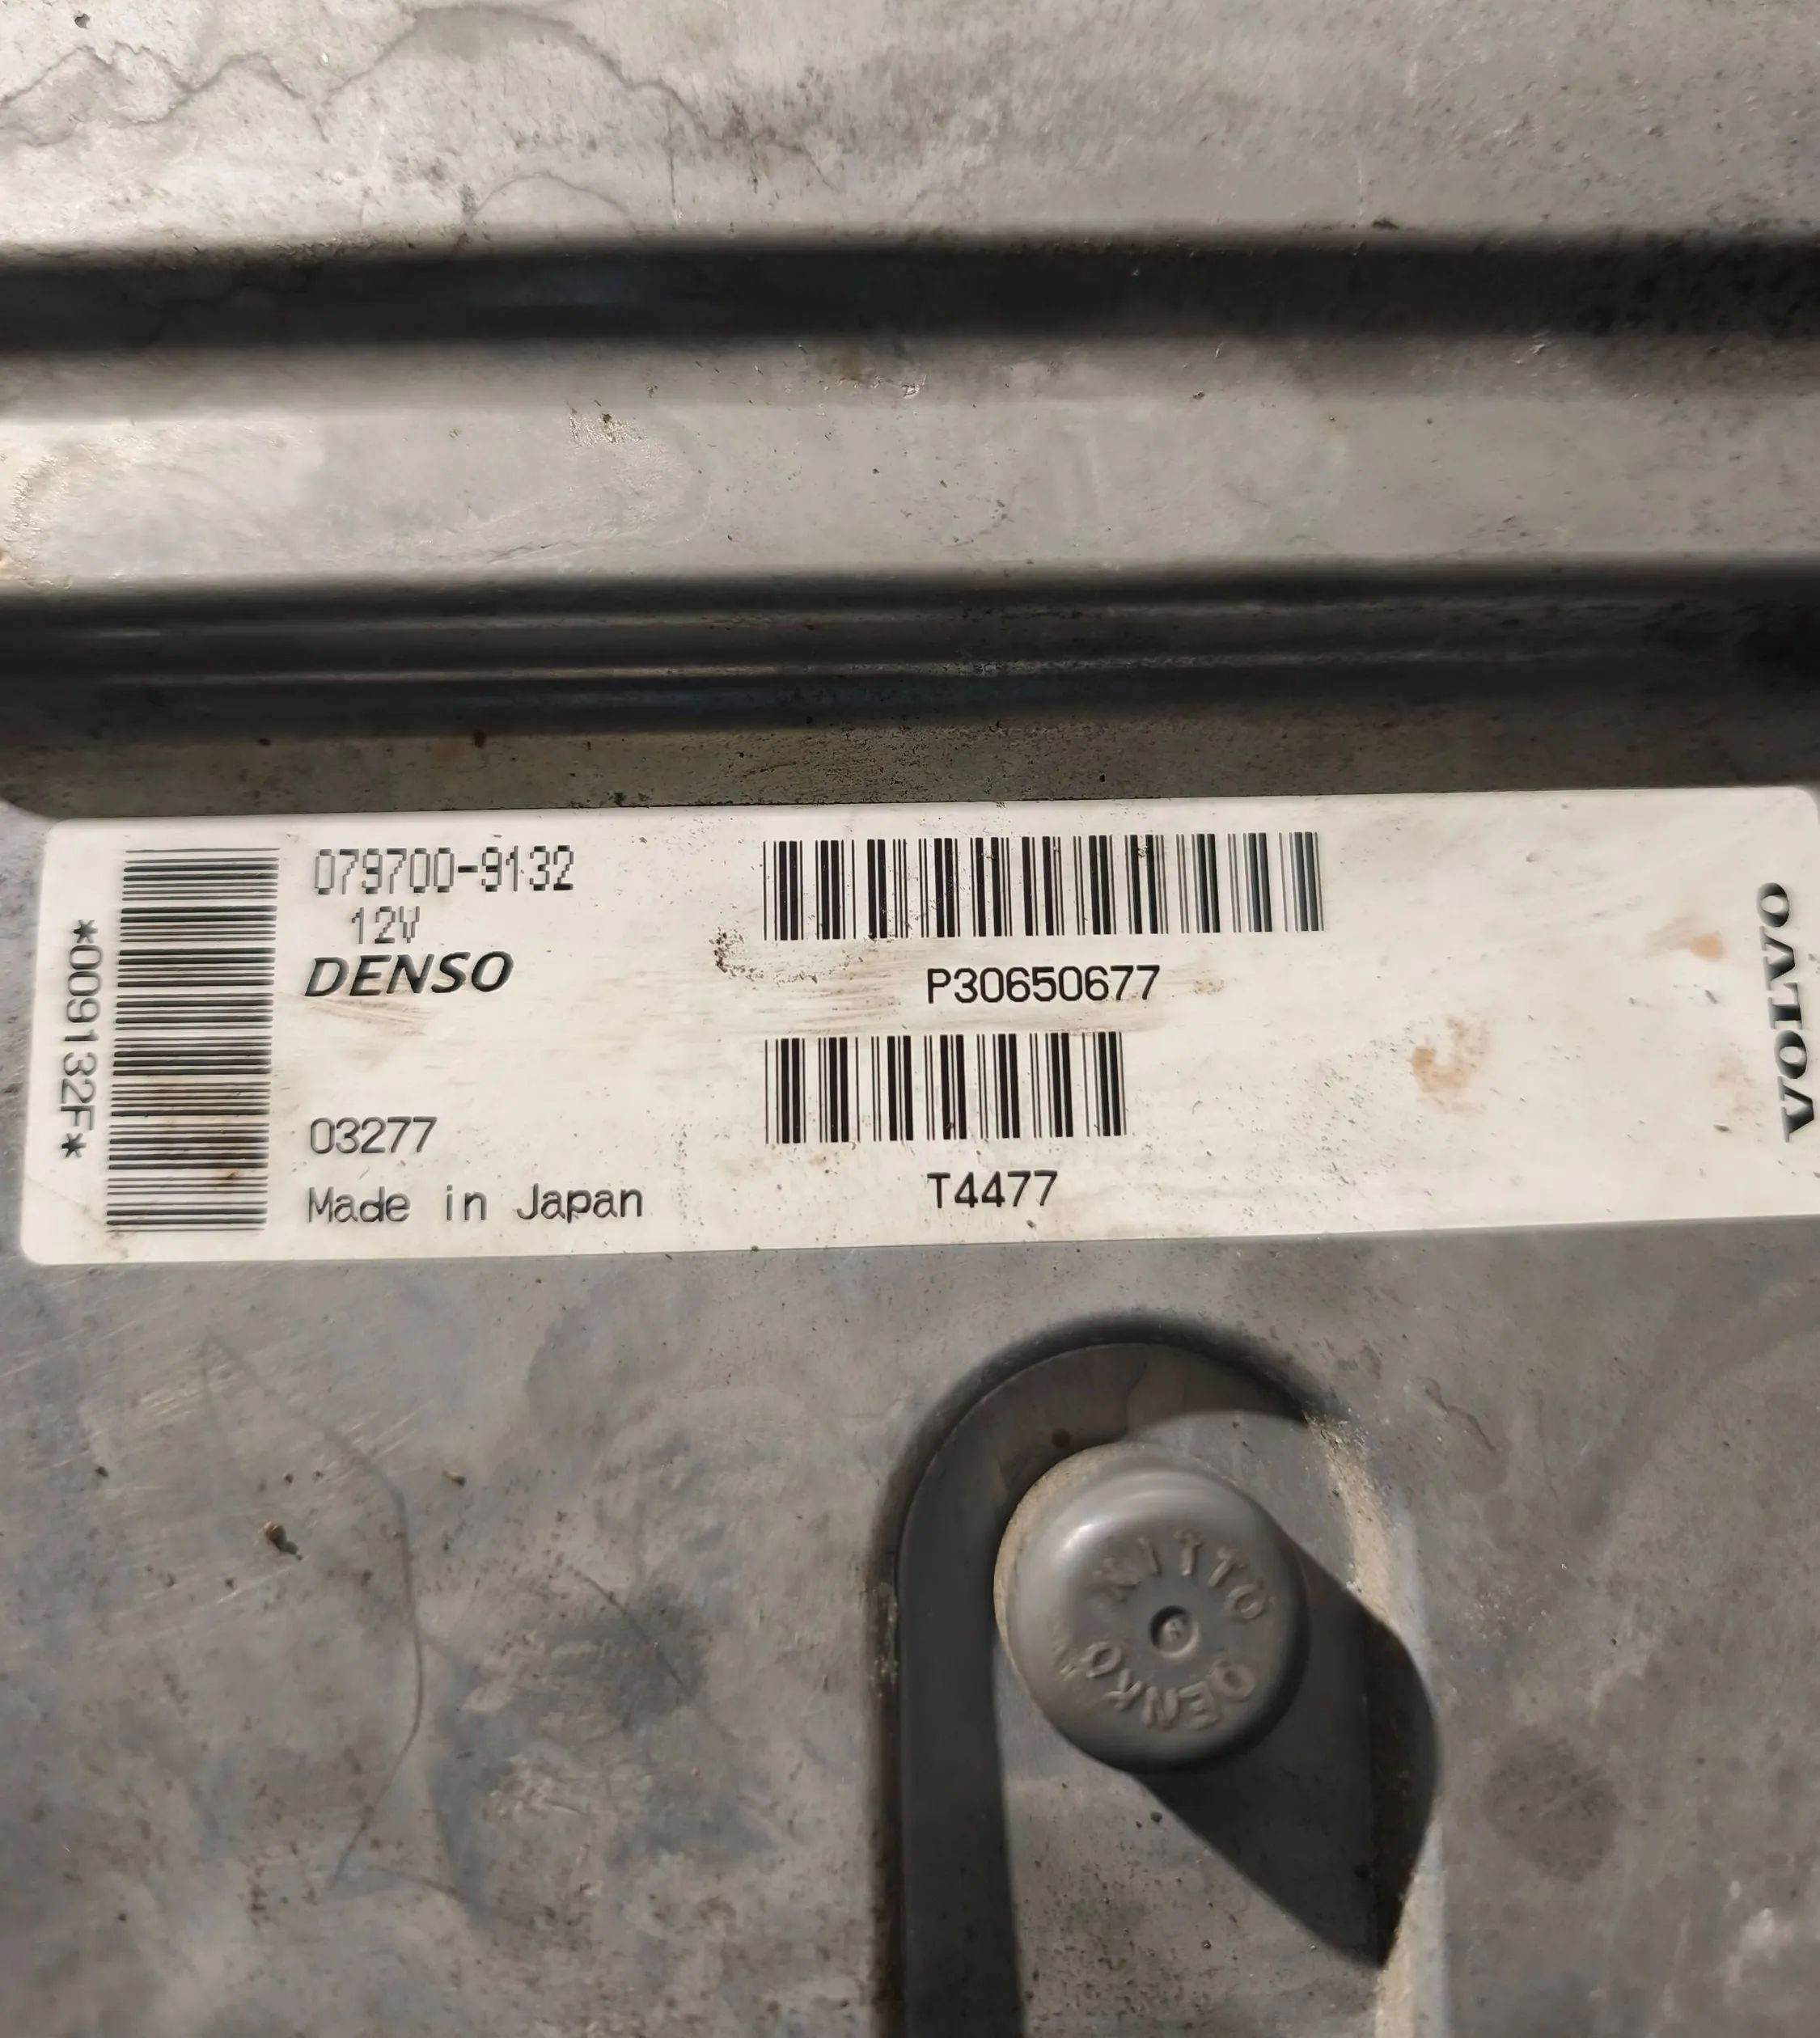 *009132F*
079700-9132
12V
DENSO
03277
Made in Japan
P30650677
T4477
VOLVO
NITTO
DENKO